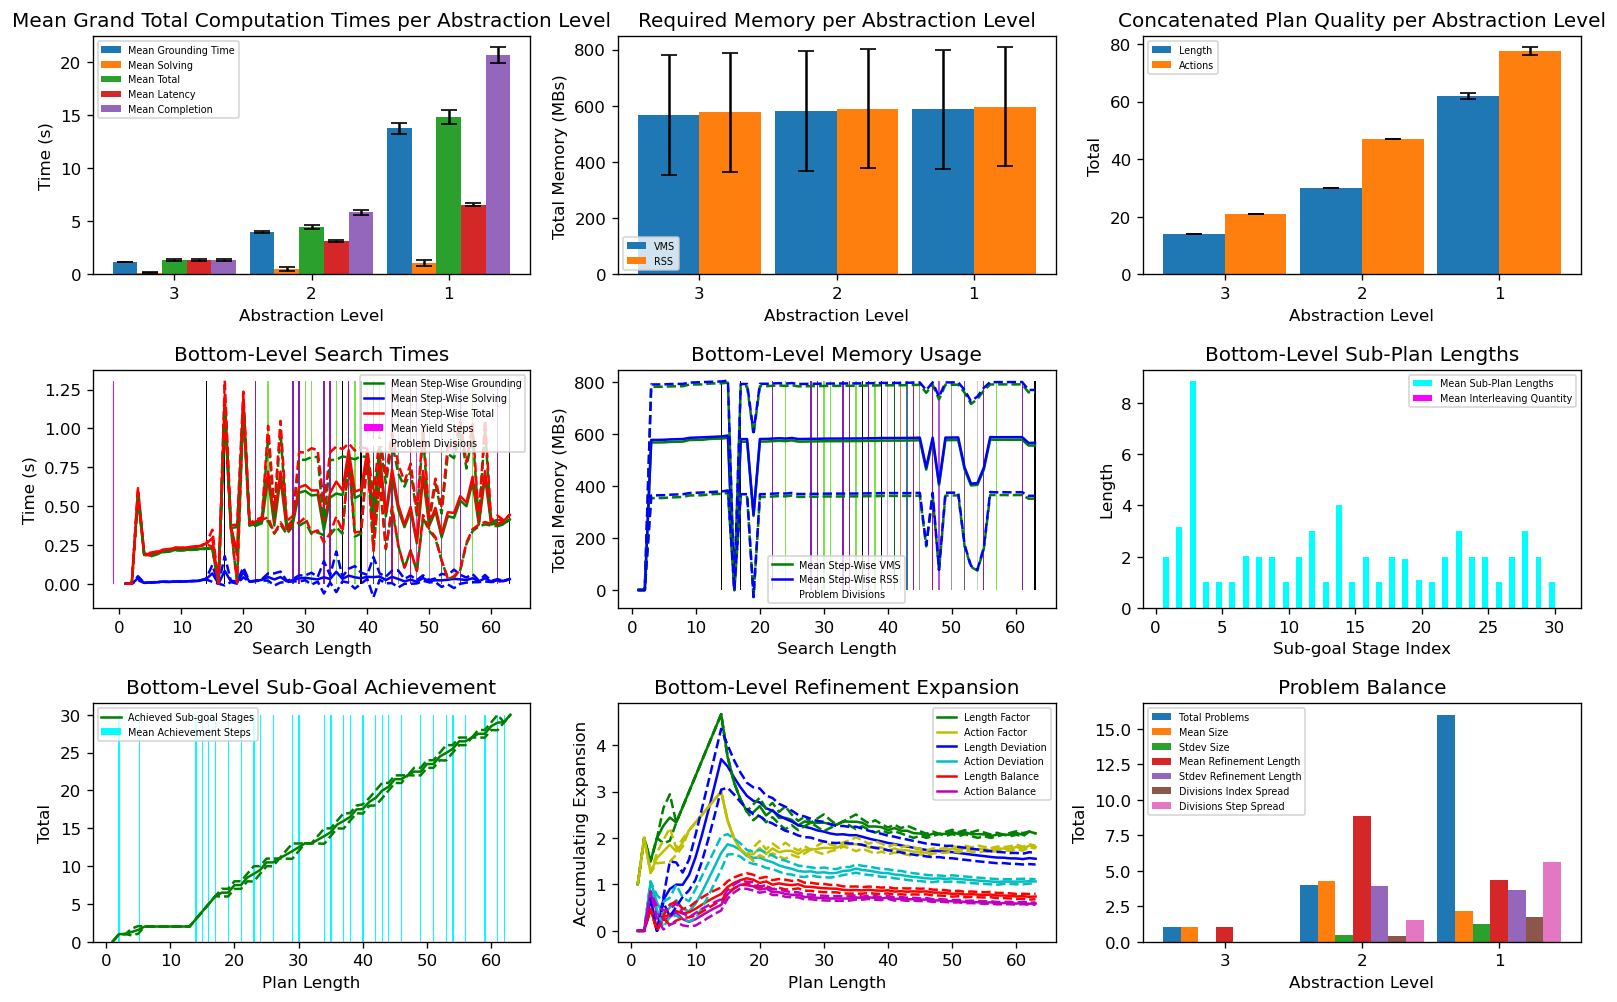 Mean Grand Total Computation Times per Abstraction Level
Time (s)
20
15
10
5
0
Mean Grounding Time
Mean Solving
Mean Total
Mean Latency
Mean Completion
3 2 1
Abstraction Level
Required Memory per Abstraction Level
Total Memory (MBs)
800
600
400
200
0
VMS
RSS
3 2 1
Abstraction Level
Concatenated Plan Quality per Abstraction Level
Total
80
60
40
20
0
Length
Actions
3 2 1
Abstraction Level
Bottom-Level Search Times
Time (s)
1.25
1.00
0.75
0.50
0.25
0.00
Mean Step-Wise Grounding
Mean Step-Wise Solving
Mean Step-Wise Total
Mean Yield Steps
Problem Divisions
0 10 20 30 40 50 60
Search Length
Bottom-Level Memory Usage
Total Memory (MBs)
800
600
400
200
0
Mean Step-Wise VMS
Mean Step-Wise RSS
Problem Divisions
0 10 20 30 40 50 60
Search Length
Bottom-Level Sub-Plan Lengths
Length
8
6
4
2
0
Mean Sub-Plan Lengths
Mean Interleaving Quantity
0 5 10 15 20 25 30
Sub-goal Stage Index
Bottom-Level Sub-Goal Achievement
Total
30
25
20
15
10
5
0
Achieved Sub-goal Stages
Mean Achievement Steps
0 10 20 30 40 50 60
Plan Length
Bottom-Level Refinement Expansion
Accumulating Expansion
4
3
2
1
0
Length Factor
Action Factor
Length Deviation
Action Deviation
Length Balance
Action Balance
0 10 20 30 40 50 60
Plan Length
Problem Balance
Total
15.0
12.5
10.0
7.5
5.0
2.5
0.0
Total Problems
Mean Size
Stdev Size
Mean Refinement Length
Stdev Refinement Length
Divisions Index Spread
Divisions Step Spread
3 2 1
Abstraction Level